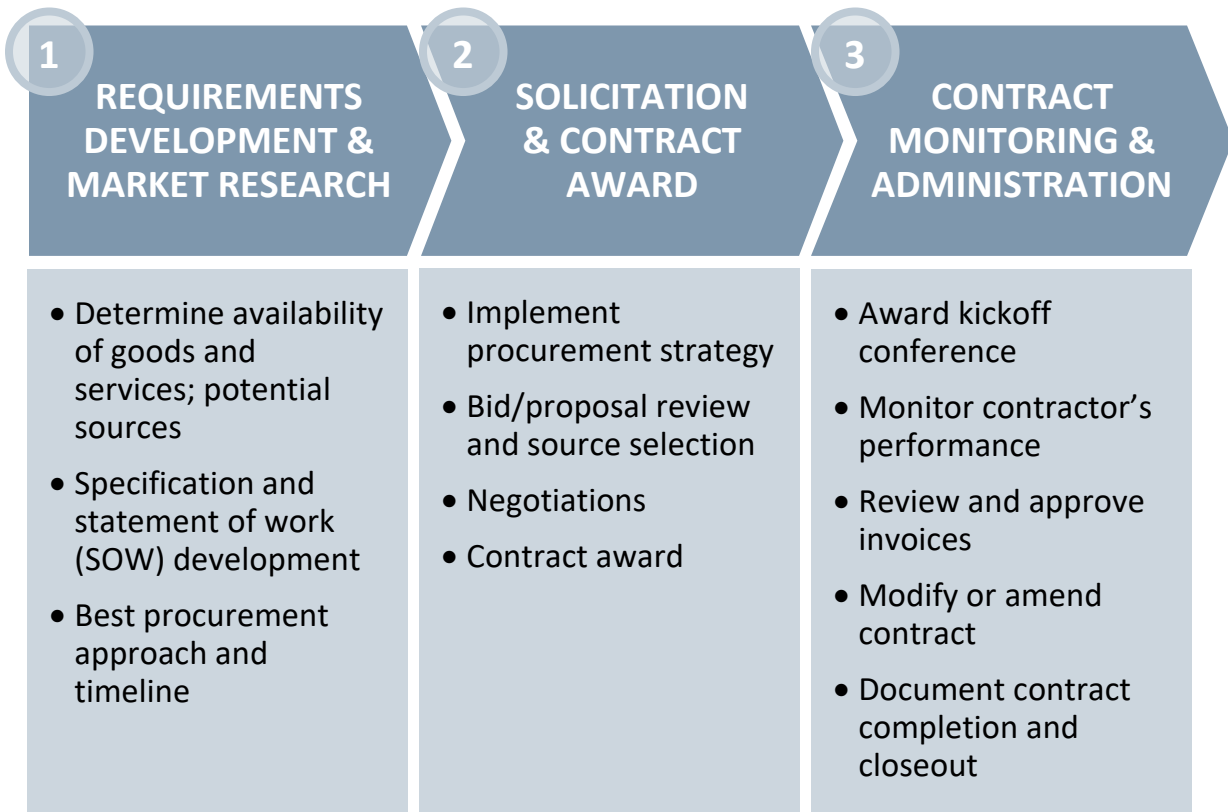 1
REQUIREMENTS
DEVELOPMENT &
MARKET RESEARCH
• Determine availability
of goods and
services; potential
sources
• Specification and
statement of work
(SOW) development
• Best procurement
approach and
timeline
2
SOLICITATION
& CONTRACT
AWARD
• Implement
procurement strategy
• Bid/proposal review
and source selection
• Negotiations
• Contract award
3
CONTRACT
MONITORING &
ADMINISTRATION
• Award kickoff
conference
• Monitor contractor’s
performance
• Review and approve
invoices
• Modify or amend
contract
• Document contract
completion and
closeout